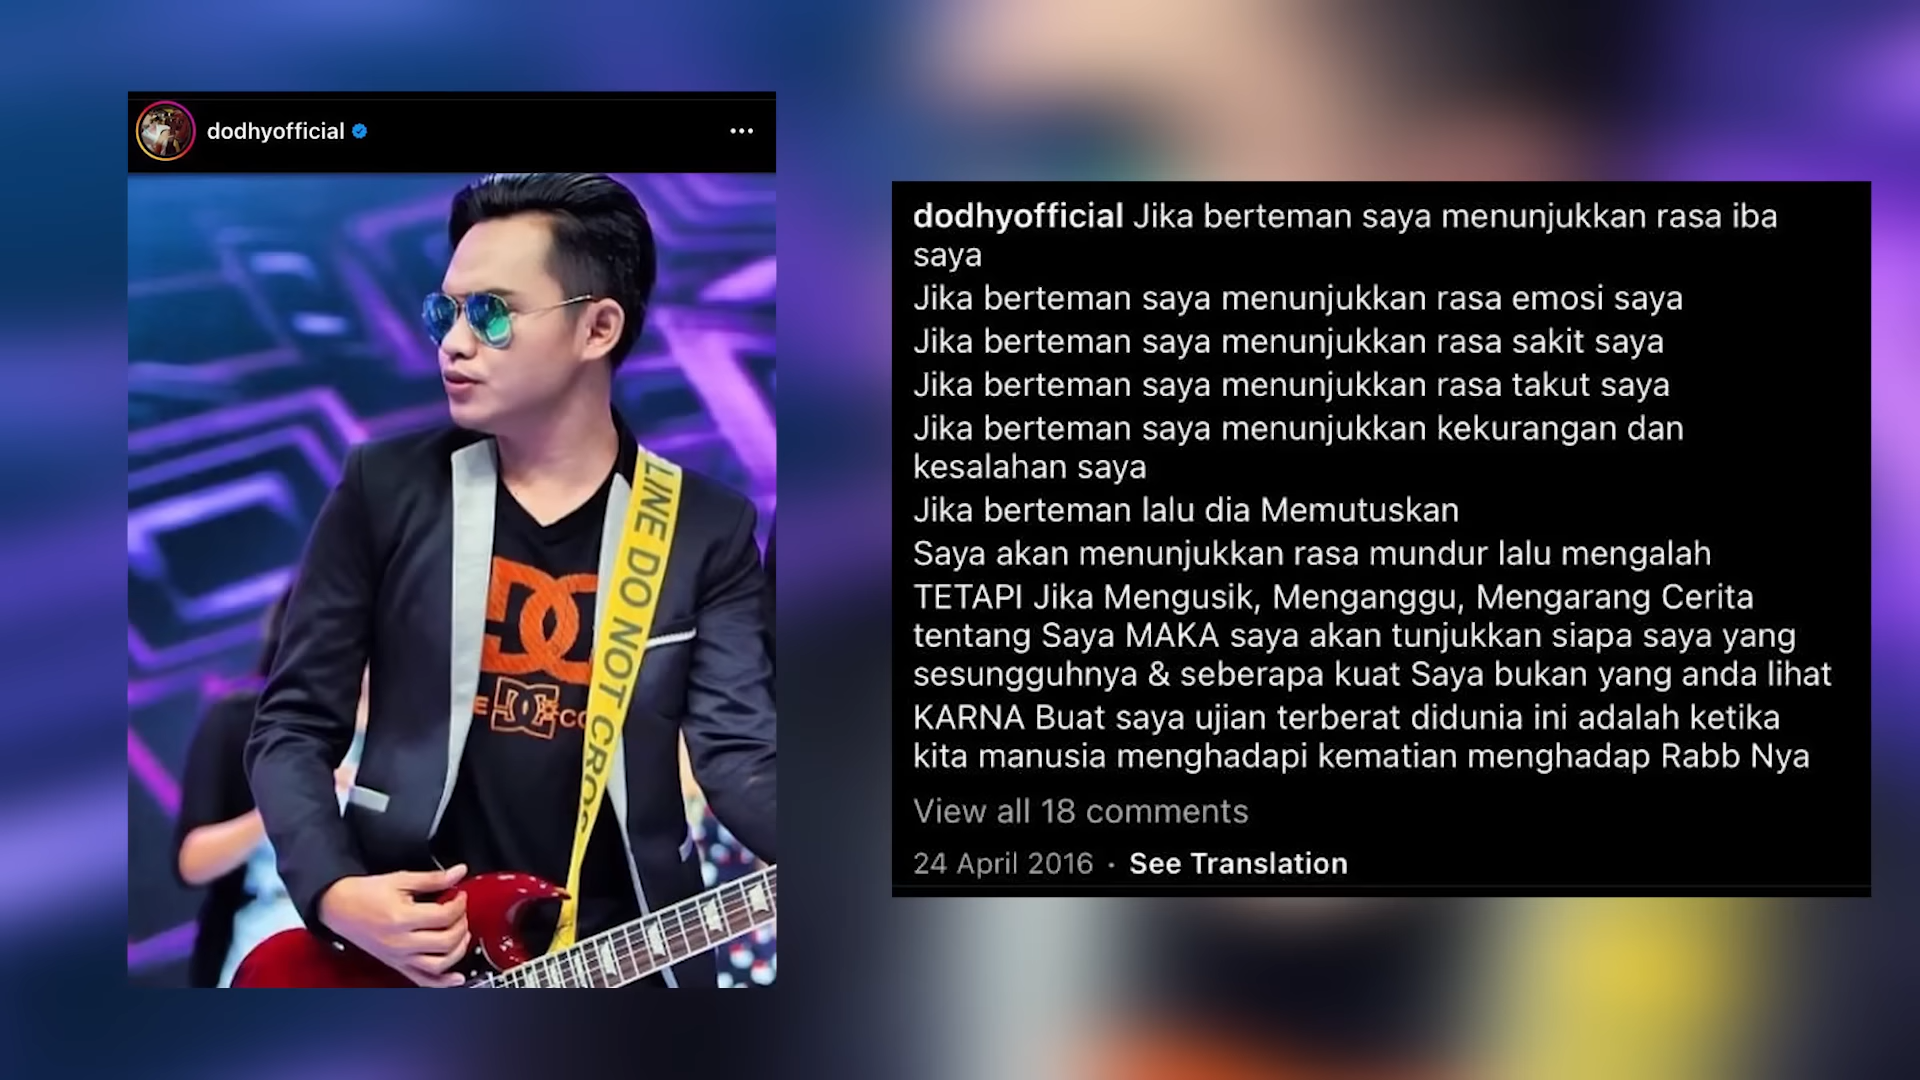 dodhyofficial
LINE DO NOT CROS
DC
E DC CO
dodhyofficial Jika berteman saya menunjukkan rasa iba
saya
Jika berteman saya menunjukkan rasa emosi saya
Jika berteman saya menunjukkan rasa sakit saya
Jika berteman saya menunjukkan rasa takut saya
Jika berteman saya menunjukkan kekurangan dan
kesalahan saya
Jika berteman lalu dia Memutuskan
Saya akan menunjukkan rasa mundur lalu mengalah
TETAPI Jika Mengusik, Menganggu, Mengarang Cerita
tentang Saya MAKA saya akan tunjukkan siapa saya yang
sesungguhnya & seberapa kuat Saya bukan yang anda lihat
KARNA Buat saya ujian terberat didunia ini adalah ketika
kita manusia menghadapi kematian menghadap Rabb Nya
View all 18 comments
24 April 2016 · See Translation